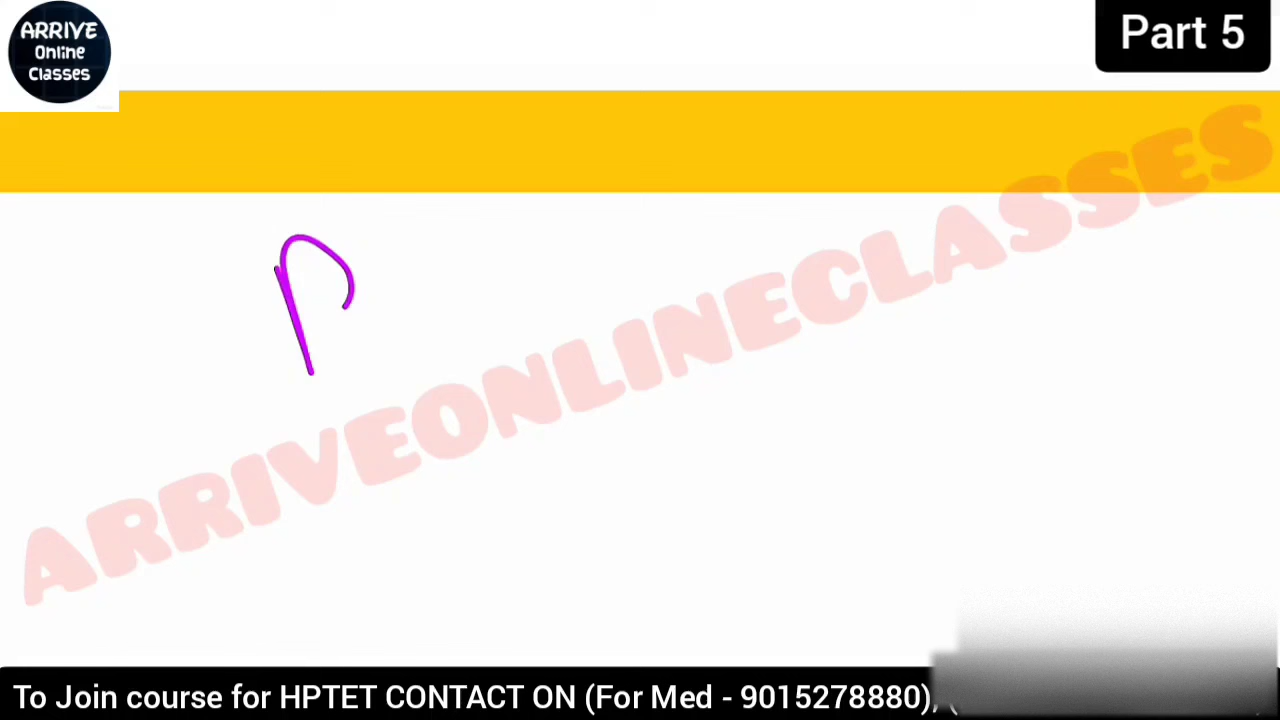 ARRIVE
Online
Classes
Part 5
ARRIVEONLINECLASSES
To Join course for HPTET CONTACT ON (For Med - 9015278880), (